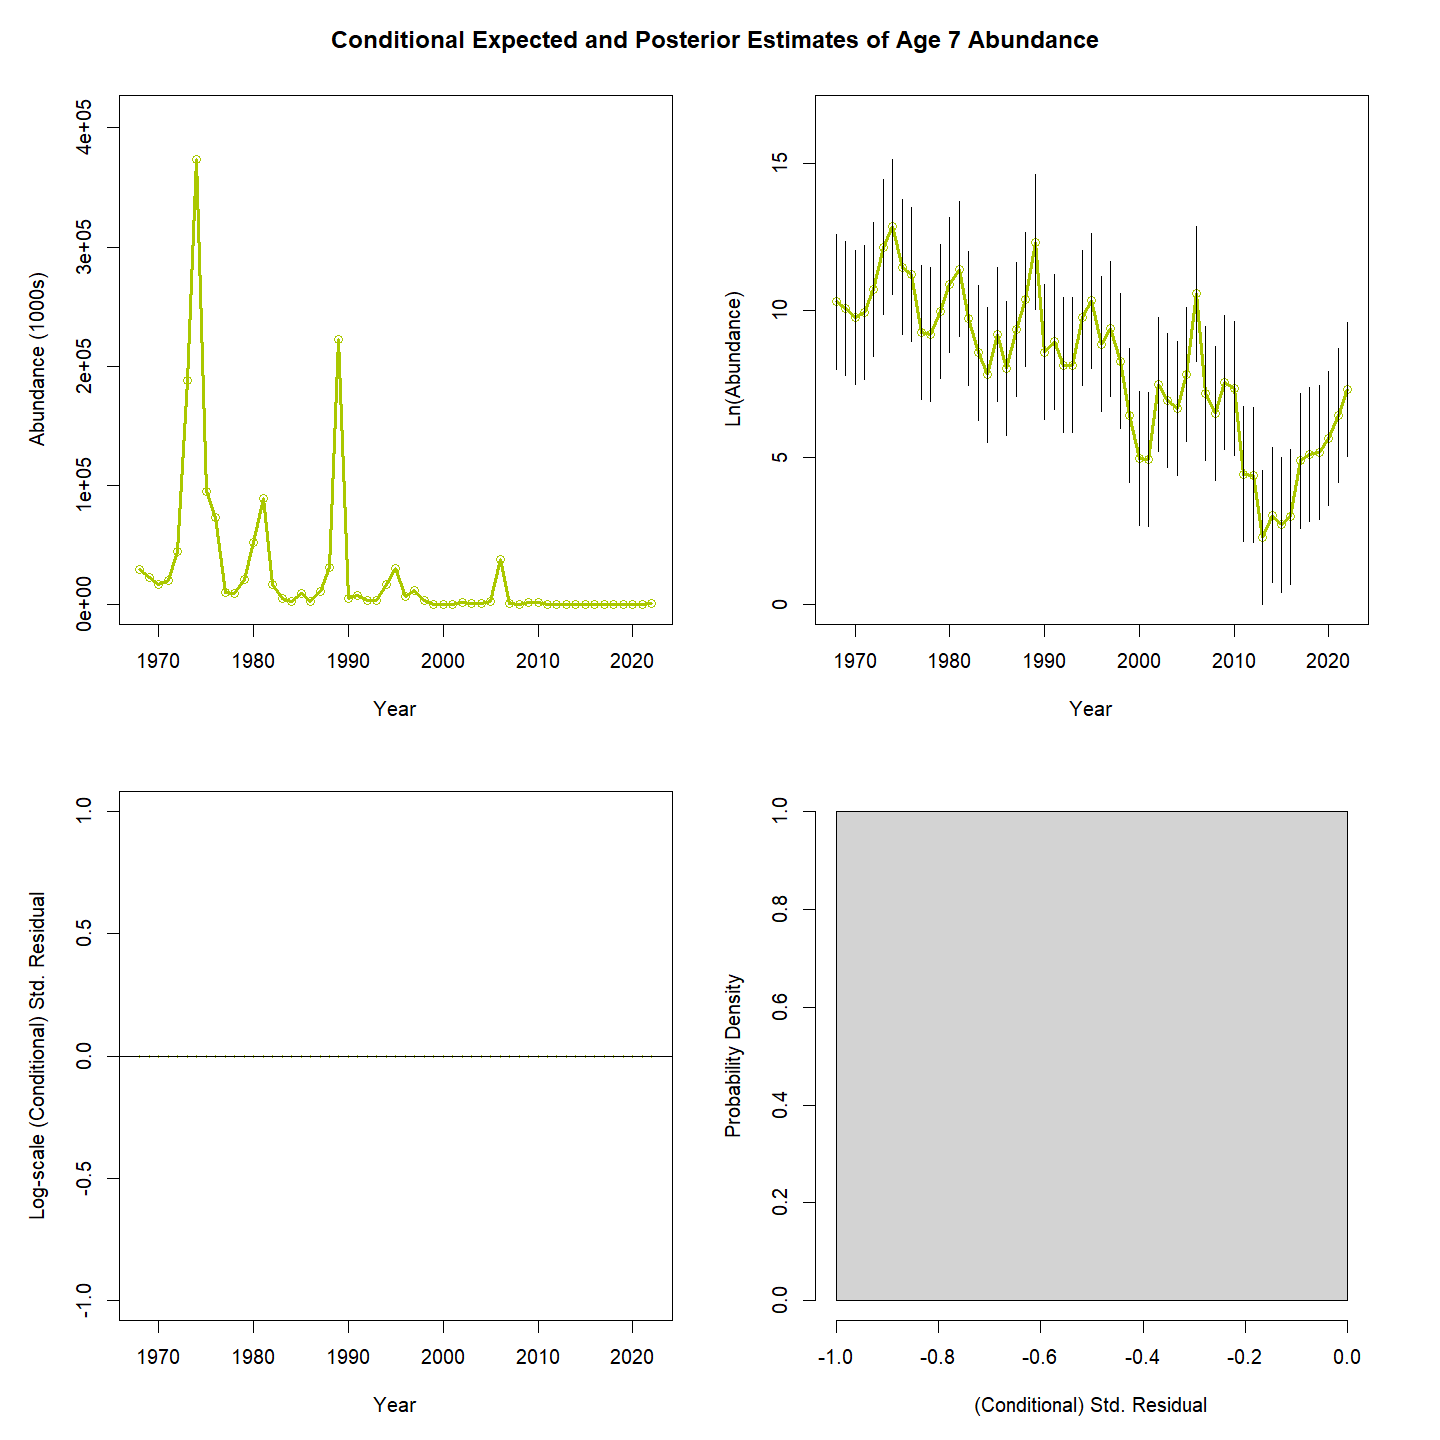 Conditional Expected and Posterior Estimates of Age 7 Abundance
Abundance (1000s)
4e+05
3e+05
2e+05
1e+05
0e+00
1970 1980 1990 2000 2010 2020
Year
Ln(Abundance)
15
10
5
0
1970 1980 1990 2000 2010 2020
Year
Log-scale (Conditional) Std. Residual
1.0
0.5
0.0
-0.5
-1.0
1970 1980 1990 2000 2010 2020
Year
Probability Density
1.0
0.8
0.6
0.4
0.2
0.0
-1.0 -0.8 -0.6 -0.4 -0.2 0.0
(Conditional) Std. Residual